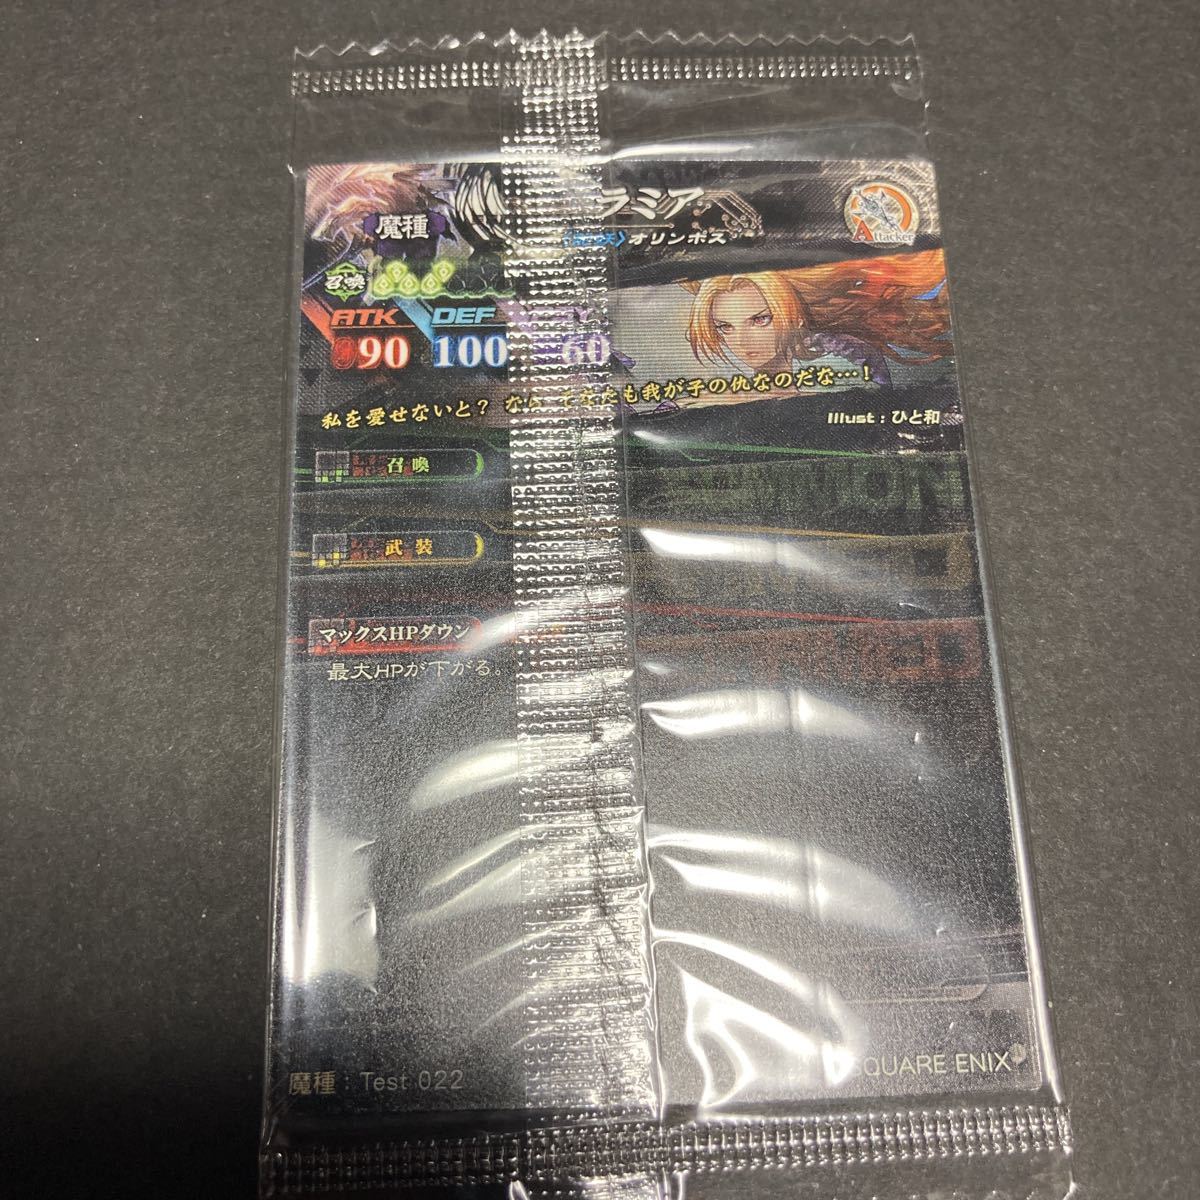 ラミア
魔種
オリンポス
Attacker
召喚
ATK DEF
90 100 60
私を愛せないと? も我が子の仇なのだな…!
Illust : ひと和
召喚
武装
マックスHPダウン
最大HPが下がる。
魔種 : Test 022
SQUARE ENIX